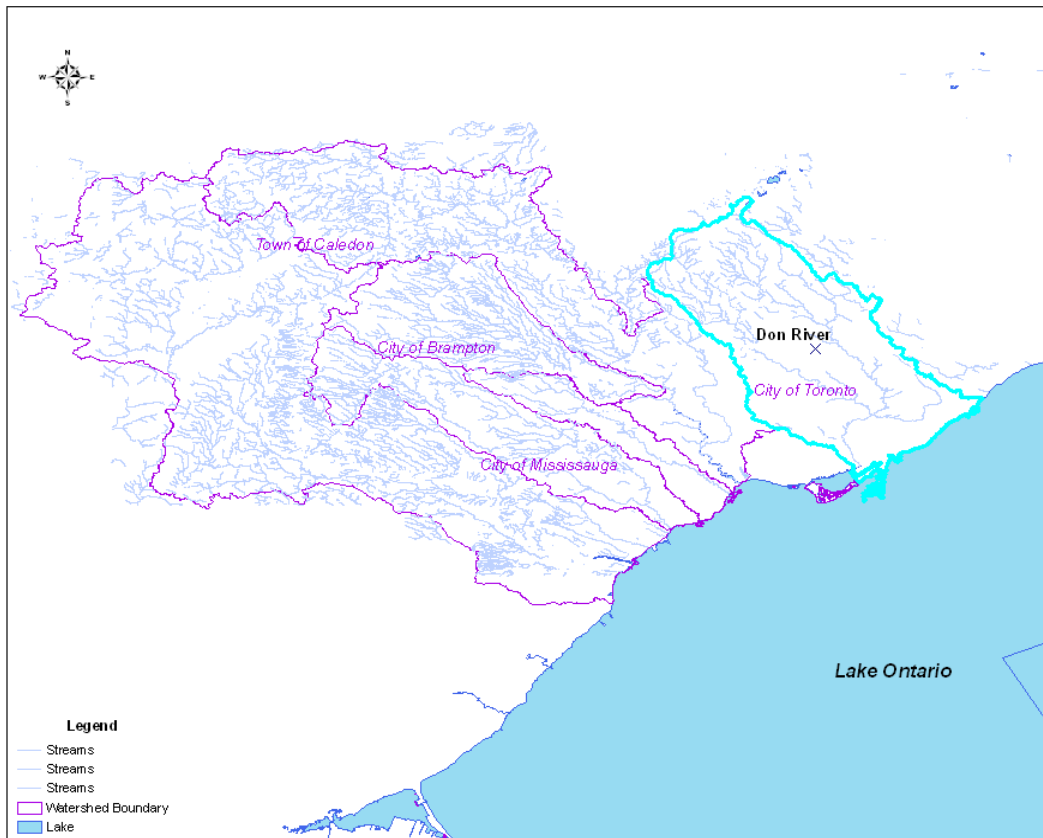 N
W E
S
Town of Caledon
Don River
City of Brampton
City of Toronto
City of Mississauga
Lake Ontario
Legend
Streams
Streams
Streams
Watershed Boundary
Lake